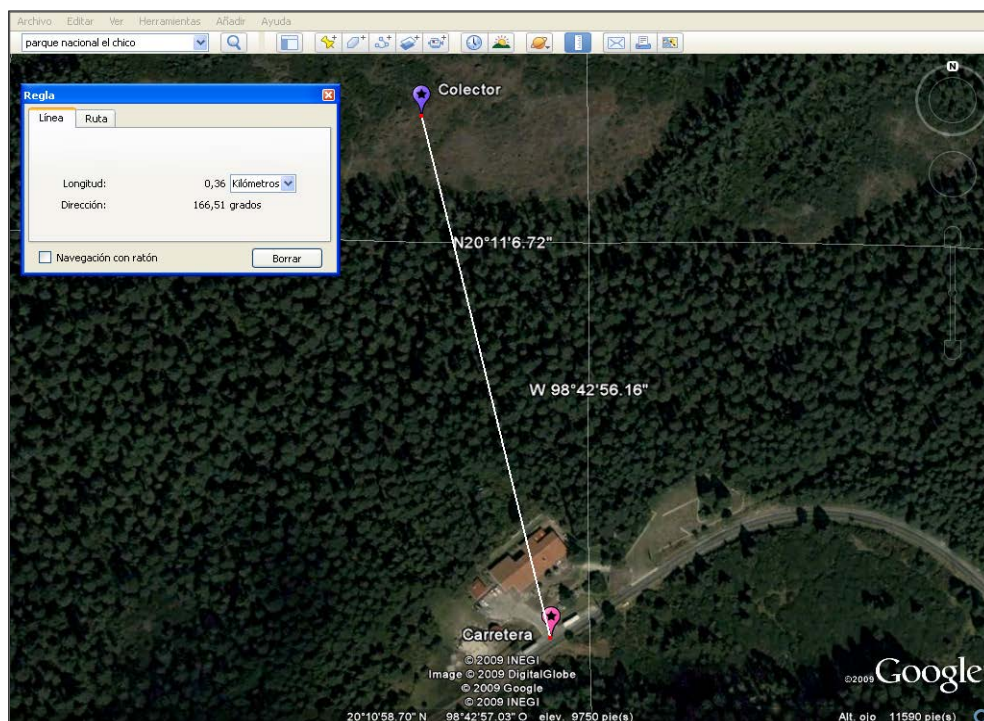 Archivo Editar Ver Herramientas Añadir Ayuda
parque nacional el chico
N
Regla
Línea Ruta
Longitud: 0,36 Kilómetros
Dirección: 166,51 grados
Navegación con ratón Borrar
Colector
N20°11'6.72"
W 98°42'56.16"
Carretera
© 2009 INEGI
Image © 2009 DigitalGlobe
© 2009 Google
© 2009 INEGI
©2009 Google
20°10'58.70" N 98°42'57.03" O elev. 9750 pie(s) Alt. ojo 11590 pie(s)